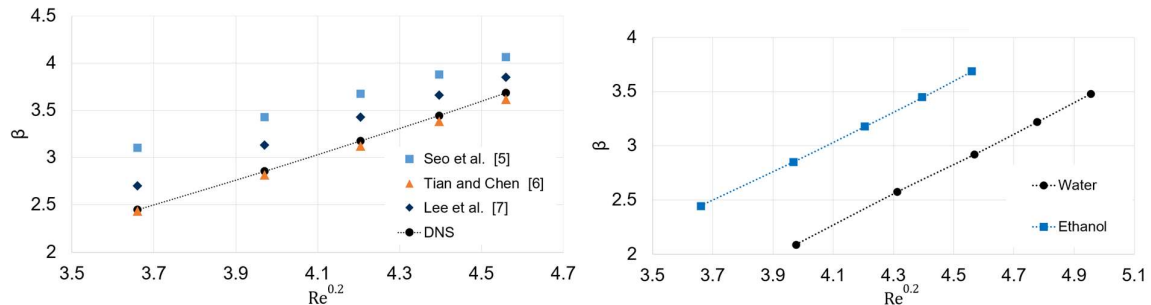 4.5
4
3.5
3
2.5
2
β
3.5 3.7 3.9 4.1 4.3 4.5 4.7
Re^0.2
Seo et al. [5]
Tian and Chen [6]
Lee et al. [7]
DNS
4
3.5
3
2.5
2
β
3.5 3.7 3.9 4.1 4.3 4.5 4.7 4.9 5.1
Re^0.2
Water
Ethanol